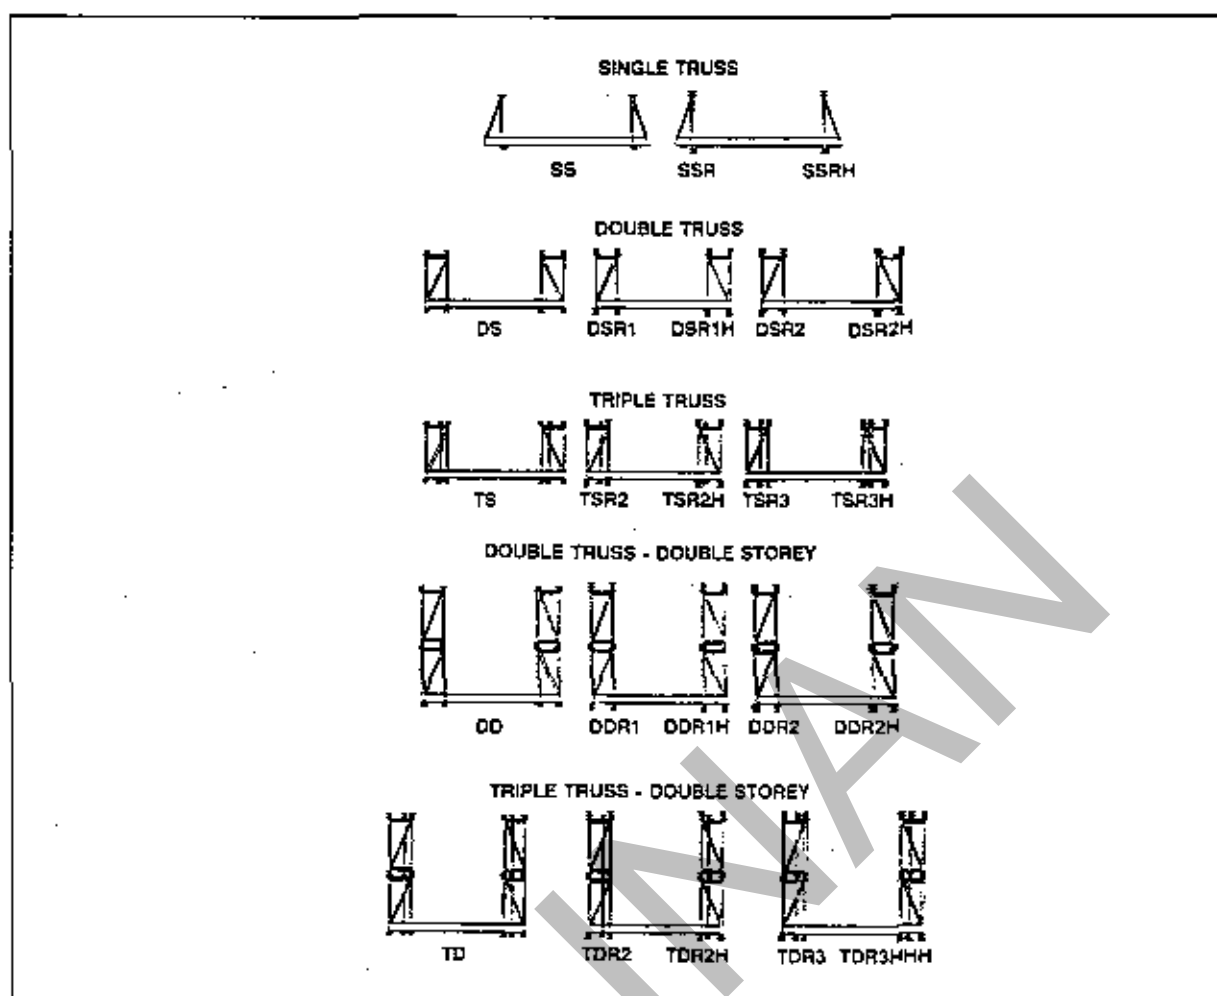 SINGLE TRUSS
SS SSR SSRH
DOUBLE TRUSS
DS DSR1 DSR1H DSR2 DSR2H
TRIPLE TRUSS
TS TSR2 TSR2H TSR3 TSR3H
DOUBLE TRUSS - DOUBLE STOREY
DD DDR1 DDR1H DDR2 DDR2H
TRIPLE TRUSS - DOUBLE STOREY
TD TDR2 TDR2H TDR3 TDR3HHH
INAN